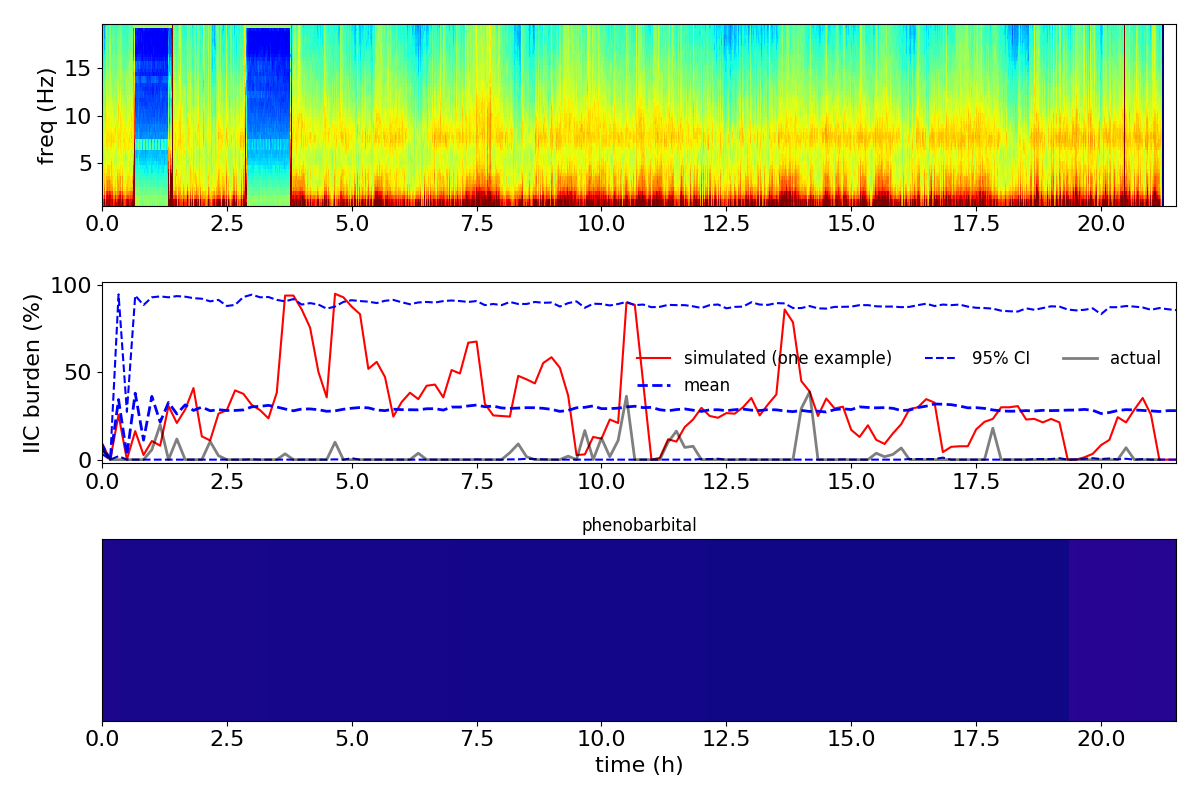 15
10
5
freq (Hz)
0.0 2.5 5.0 7.5 10.0 12.5 15.0 17.5 20.0
100
50
0
IIC burden (%)
simulated (one example) 95% CI actual
mean
0.0 2.5 5.0 7.5 10.0 12.5 15.0 17.5 20.0
phenobarbital
0.0 2.5 5.0 7.5 10.0 12.5 15.0 17.5 20.0
time (h)